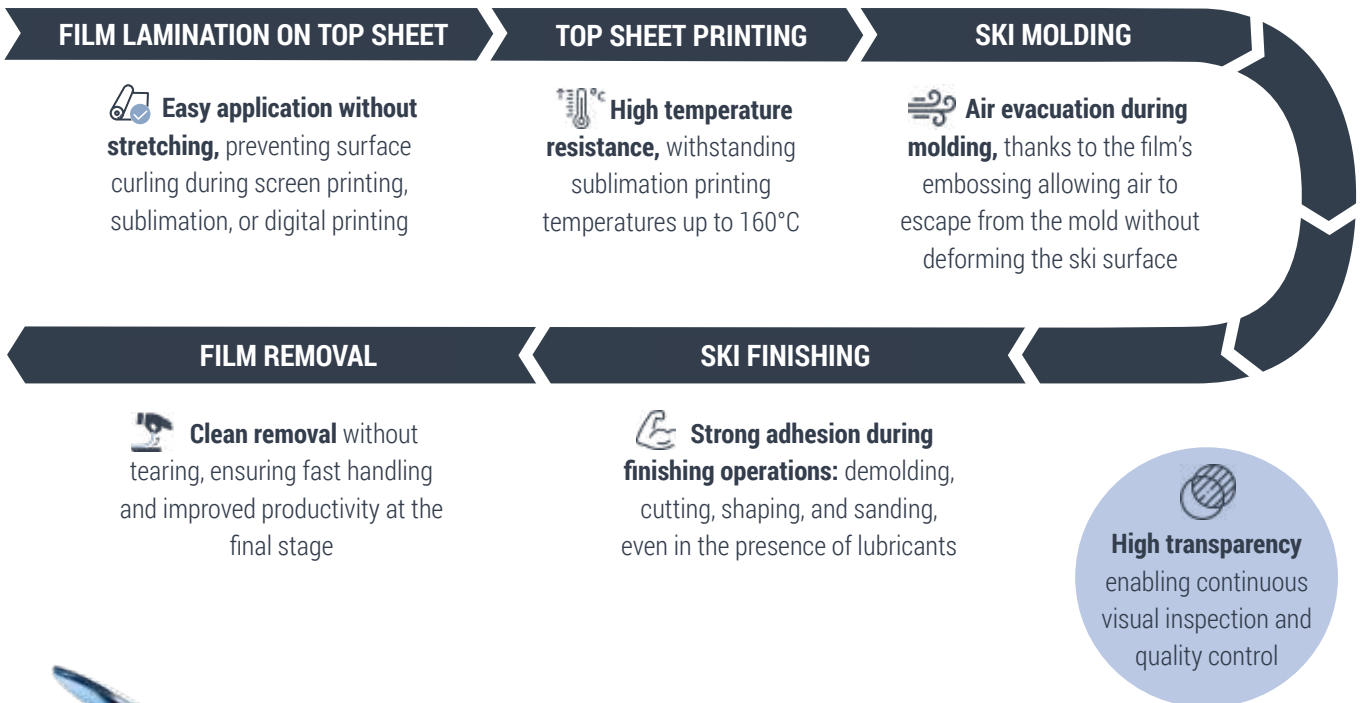 FILM LAMINATION ON TOP SHEET
TOP SHEET PRINTING
SKI MOLDING
Easy application without
stretching, preventing surface
curling during screen printing,
sublimation, or digital printing
°C
High temperature
resistance, withstanding
sublimation printing
temperatures up to 160°C
Air evacuation during
molding, thanks to the film's
embossing allowing air to
escape from the mold without
deforming the ski surface
FILM REMOVAL
SKI FINISHING
Clean removal without
tearing, ensuring fast handling
and improved productivity at the
final stage
Strong adhesion during
finishing operations: demolding,
cutting, shaping, and sanding,
even in the presence of lubricants
High transparency
enabling continuous
visual inspection and
quality control